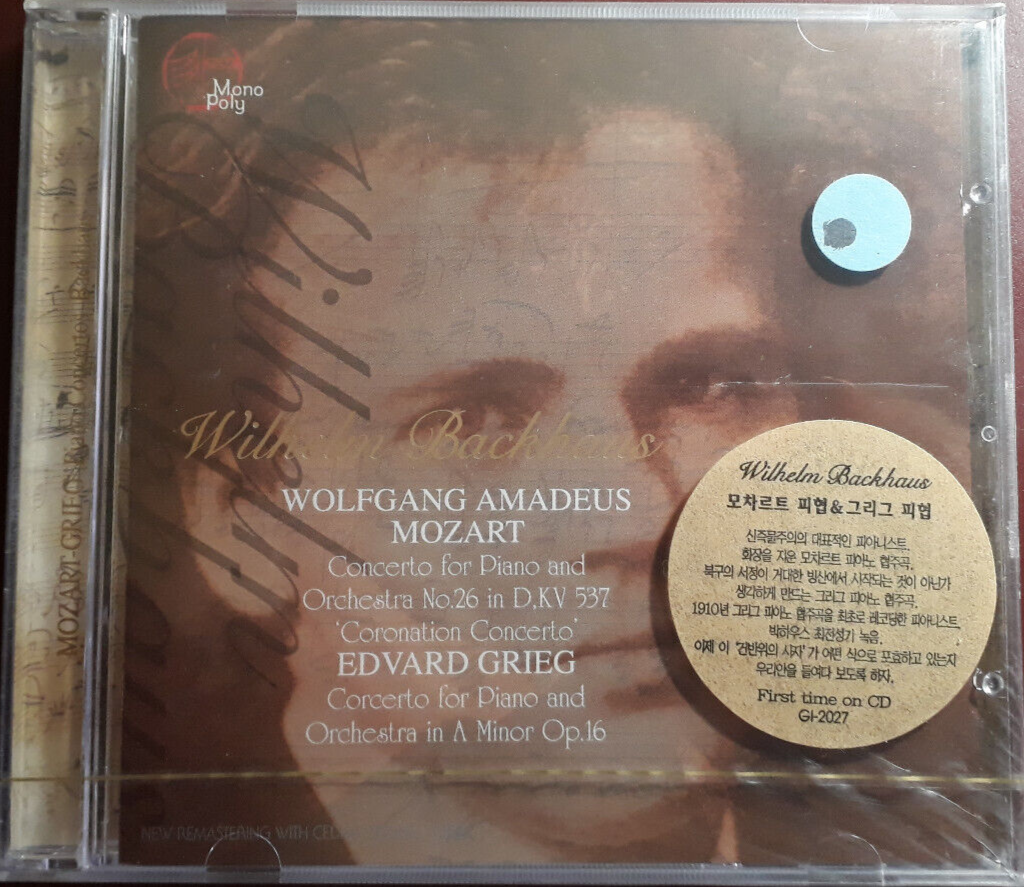 Mono
Poly
Wilhelm
Wilhelm Backhaus
WOLFGANG AMADEUS
MOZART
Concerto for Piano and
Orchestra No.26 in D,KV 537
'Coronation Concerto'
EDVARD GRIEG
Concerto for Piano and
Orchestra in A Minor Op.16
NEW REMASTERING WITH
MOZART-GRIEG:
Wilhelm Backhaus
모차르트 피협&그리그 피협
신즉물주의의 대표적인 피아니스트.
화장을 지운 모차르트 피아노 협주곡.
북구의 서정이 거대한 빙산에서 시작되는 것이 아닌가
생각하게 만드는 그리그 피아노 협주곡.
1910년 그리그 피아노 협주곡을 최초로 레코딩한 피아니스트
박하우스 최전성기 녹음.
이제 이 '건반위의 사자'가 어떤 식으로 포효하고 있는지
우리안을 들여다 보도록 하자.
First time on CD
GI-2027